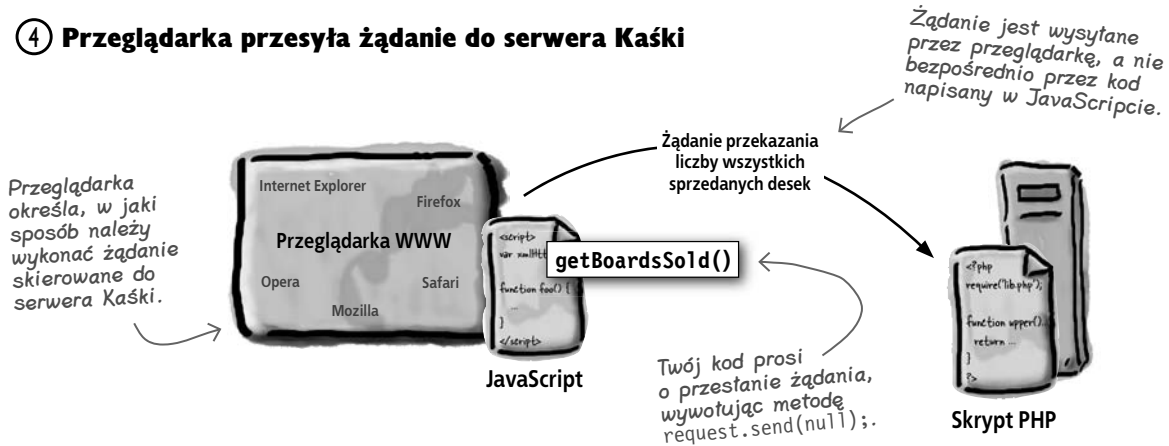 4 Przeglądarka przesyła żądanie do serwera Kaśki
Żądanie jest wysyłane
przez przeglądarkę, a nie
bezpośrednio przez kod
napisany w JavaScripcie.
Żądanie przekazania
liczby wszystkich
sprzedanych desek
Przeglądarka
określa, w jaki
sposób należy
wykonać żądanie
skierowane do
serwera Kaśki.
Internet Explorer
Firefox
Przeglądarka WWW
Opera
Safari
Mozilla
<script>
var xmlHtt
function foo() {
...
}
</script>
getBoardsSold()
JavaScript
Twój kod prosi
o przesłanie żądania,
wywołując metodę
request.send(null);.
<?php
require('lib.php');
function upper()...
return ...
}
?>
Skrypt PHP